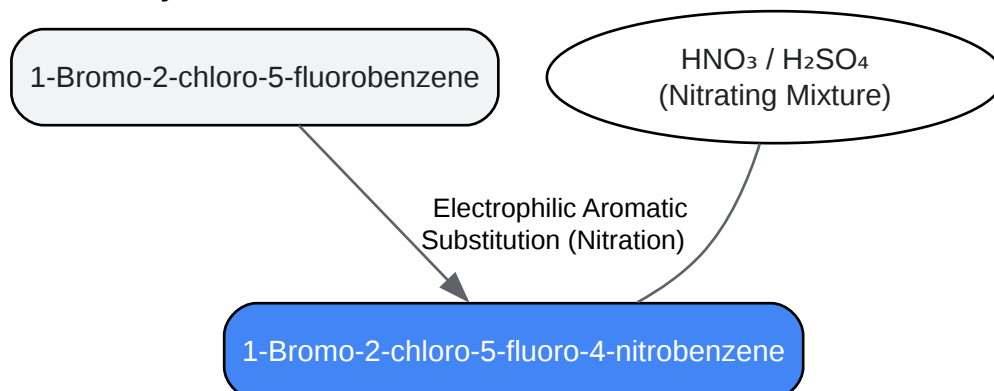 1-Bromo-2-chloro-5-fluorobenzene
HNO₃ / H₂SO₄
(Nitrating Mixture)
Electrophilic Aromatic
Substitution (Nitration)
1-Bromo-2-chloro-5-fluoro-4-nitrobenzene